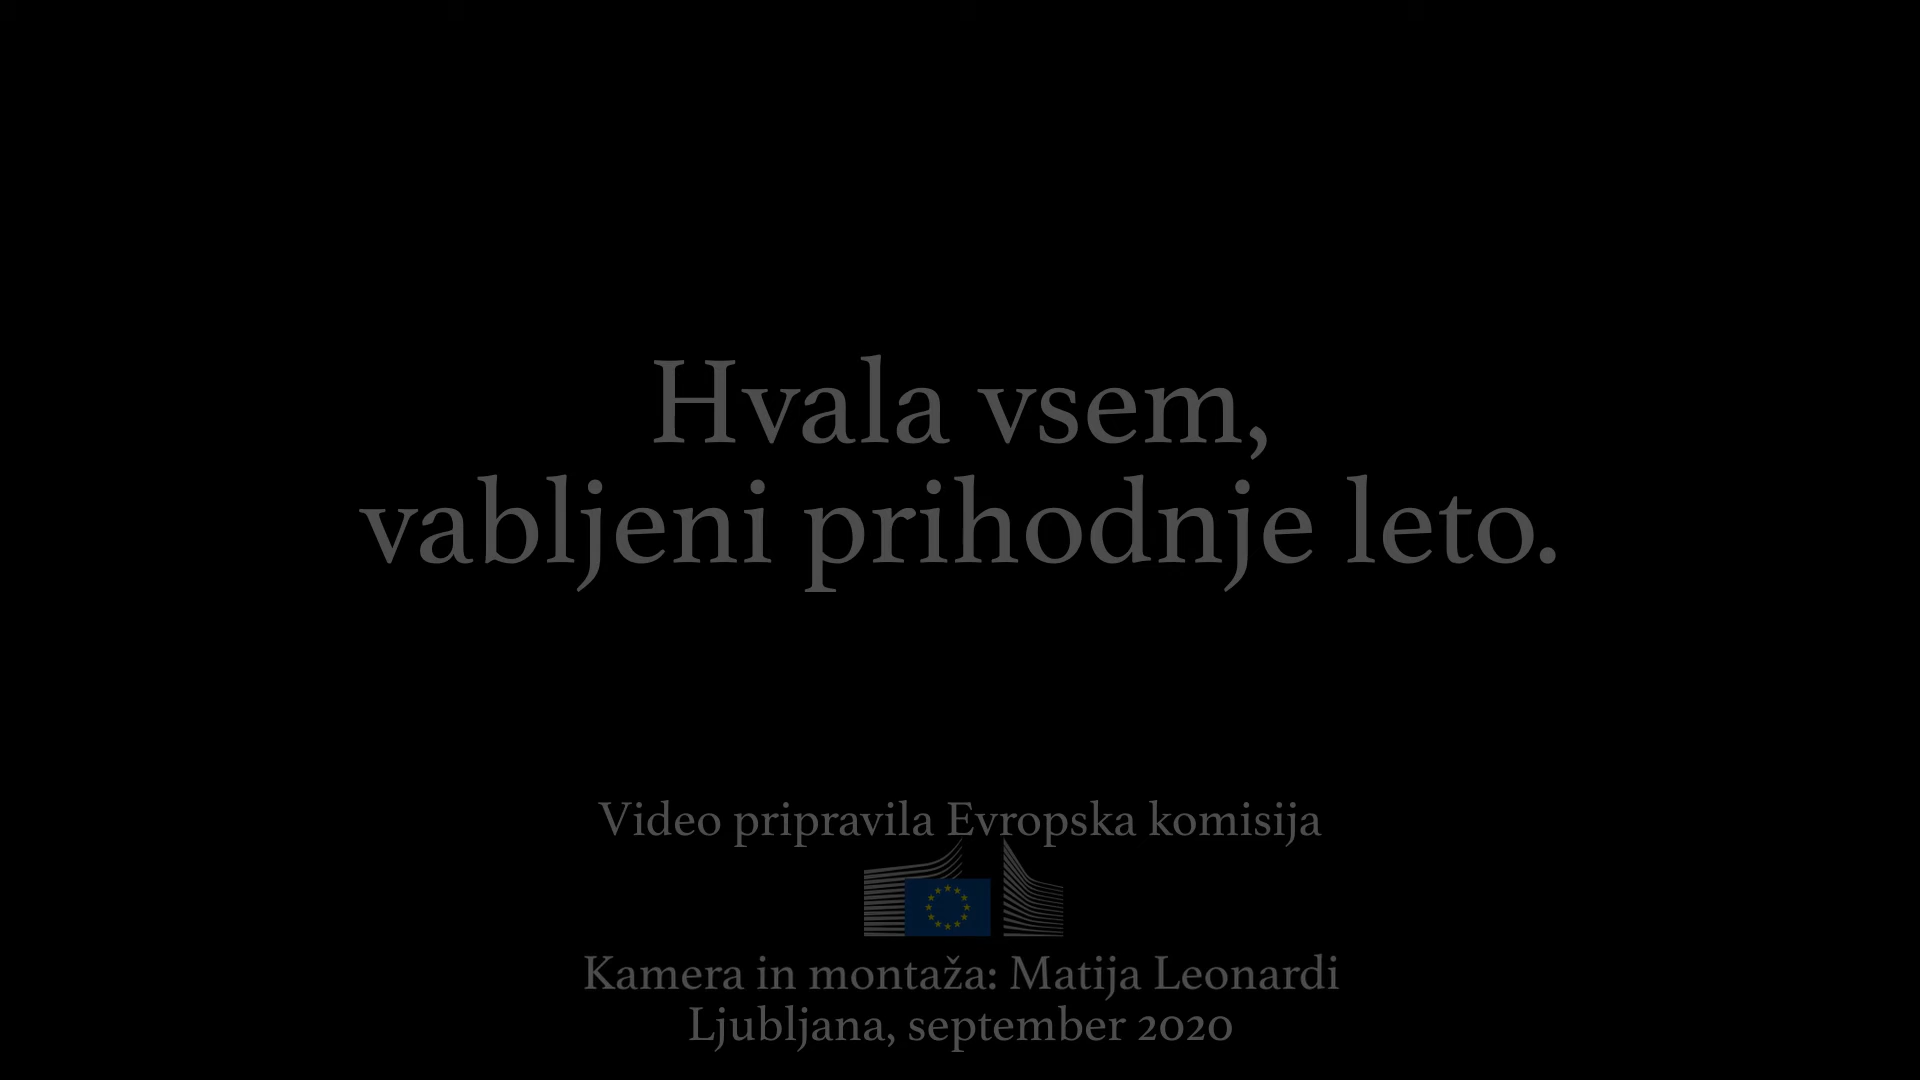 Hvala vsem,
vabljeni prihodnje leto.
Video pripravila Evropska komisija
Kamera in montaža: Matija Leonardi
Ljubljana, september 2020